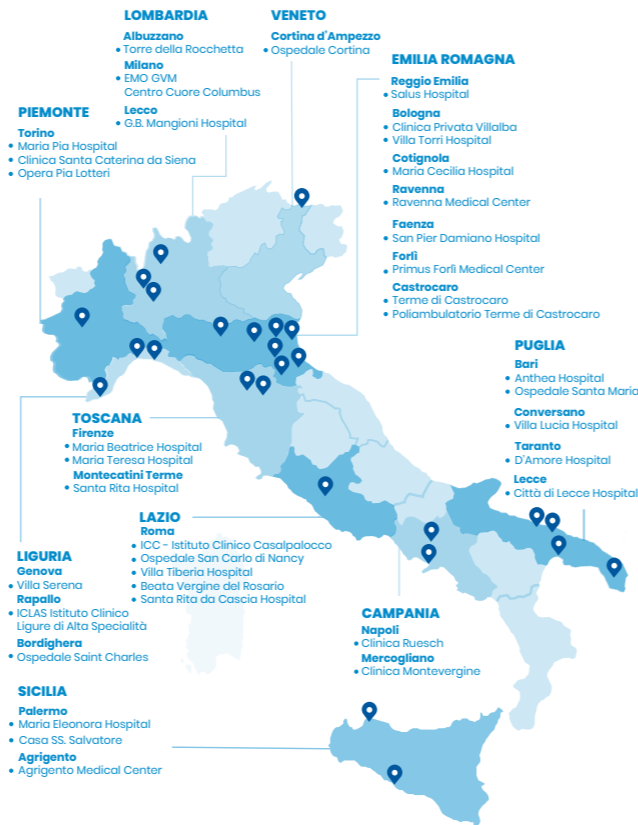 LOMBARDIA
Albuzzano
• Torre della Rocchetta
Milano
• EMO GVM
Centro Cuore Columbus
Lecco
• G.B. Mangioni Hospital
VENETO
Cortina d'Ampezzo
• Ospedale Cortina
EMILIA ROMAGNA
Reggio Emilia
• Salus Hospital
Bologna
• Clinica Privata Villalba
• Villa Torri Hospital
Cotignola
• Maria Cecilia Hospital
Ravenna
• Ravenna Medical Center
Faenza
• San Pier Damiano Hospital
Forlì
• Primus Forlì Medical Center
Castrocaro
• Terme di Castrocaro
• Poliambulatorio Terme di Castrocaro
PIEMONTE
Torino
• Maria Pia Hospital
• Clinica Santa Caterina da Siena
• Opera Pia Lotteri
PUGLIA
Bari
• Anthea Hospital
• Ospedale Santa Maria
Conversano
• Villa Lucia Hospital
Taranto
• D'Amore Hospital
Lecce
• Città di Lecce Hospital
TOSCANA
Firenze
• Maria Beatrice Hospital
• Maria Teresa Hospital
Montecatini Terme
• Santa Rita Hospital
LAZIO
Roma
• ICC - Istituto Clinico Casalpalocco
• Ospedale San Carlo di Nancy
• Villa Tiberia Hospital
• Beata Vergine del Rosario
• Santa Rita da Cascia Hospital
LIGURIA
Genova
• Villa Serena
Rapallo
• ICLAS Istituto Clinico
Ligure di Alta Specialità
Bordighera
• Ospedale Saint Charles
CAMPANIA
Napoli
• Clinica Ruesch
Mercogliano
• Clinica Montevergine
SICILIA
Palermo
• Maria Eleonora Hospital
• Casa SS. Salvatore
Agrigento
• Agrigento Medical Center